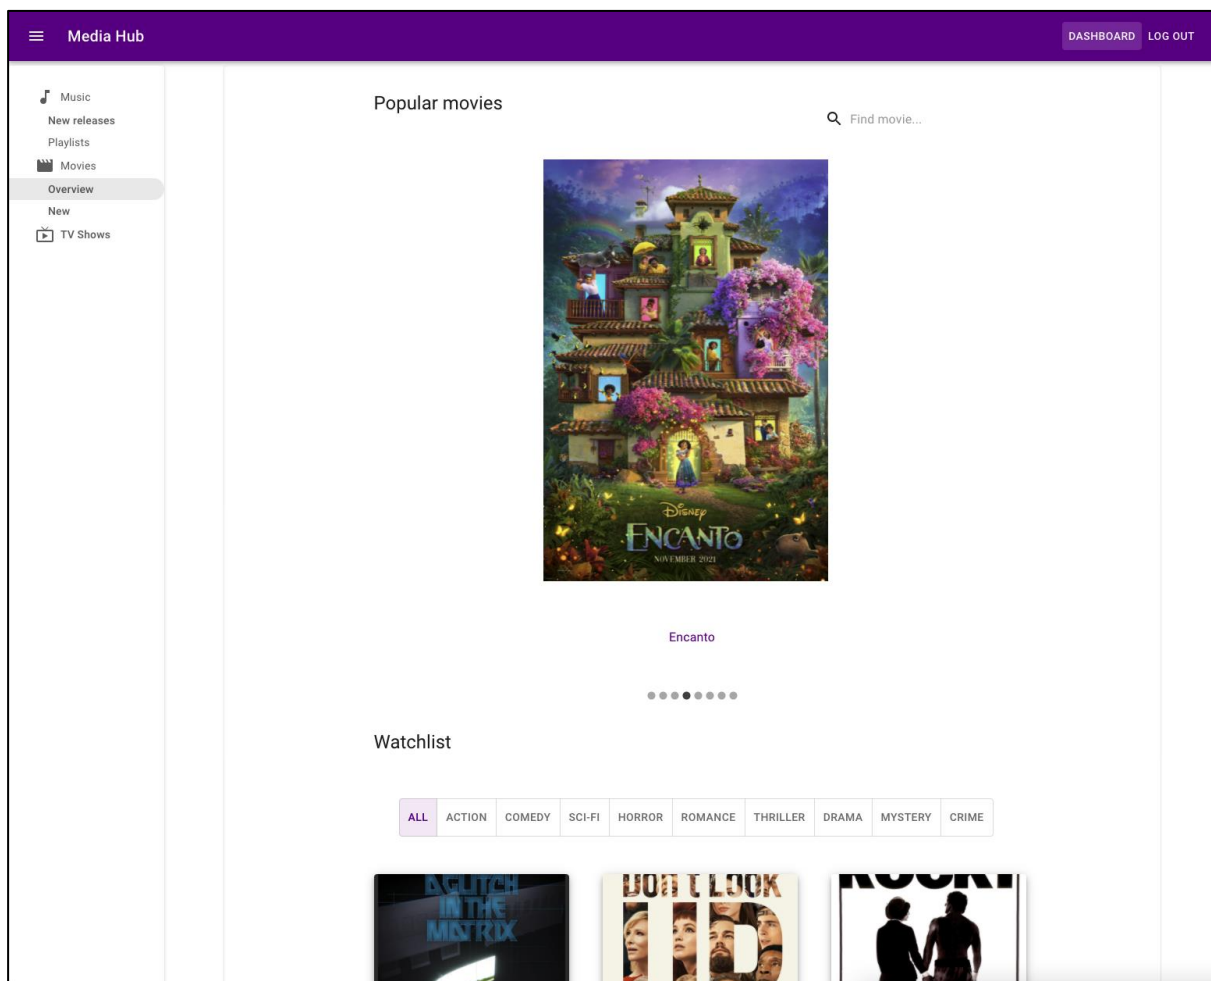 Media Hub
DASHBOARD LOG OUT
Music
New releases
Playlists
Movies
Overview
New
TV Shows
Popular movies
Find movie...
DISNEY
ENCANTO
NOVEMBER 2021
Encanto
Watchlist
ALL ACTION COMEDY SCI-FI HORROR ROMANCE THRILLER DRAMA MYSTERY CRIME
A GLITCH
IN THE
MATRIX
DON'T LOOK
UP
ROCKY